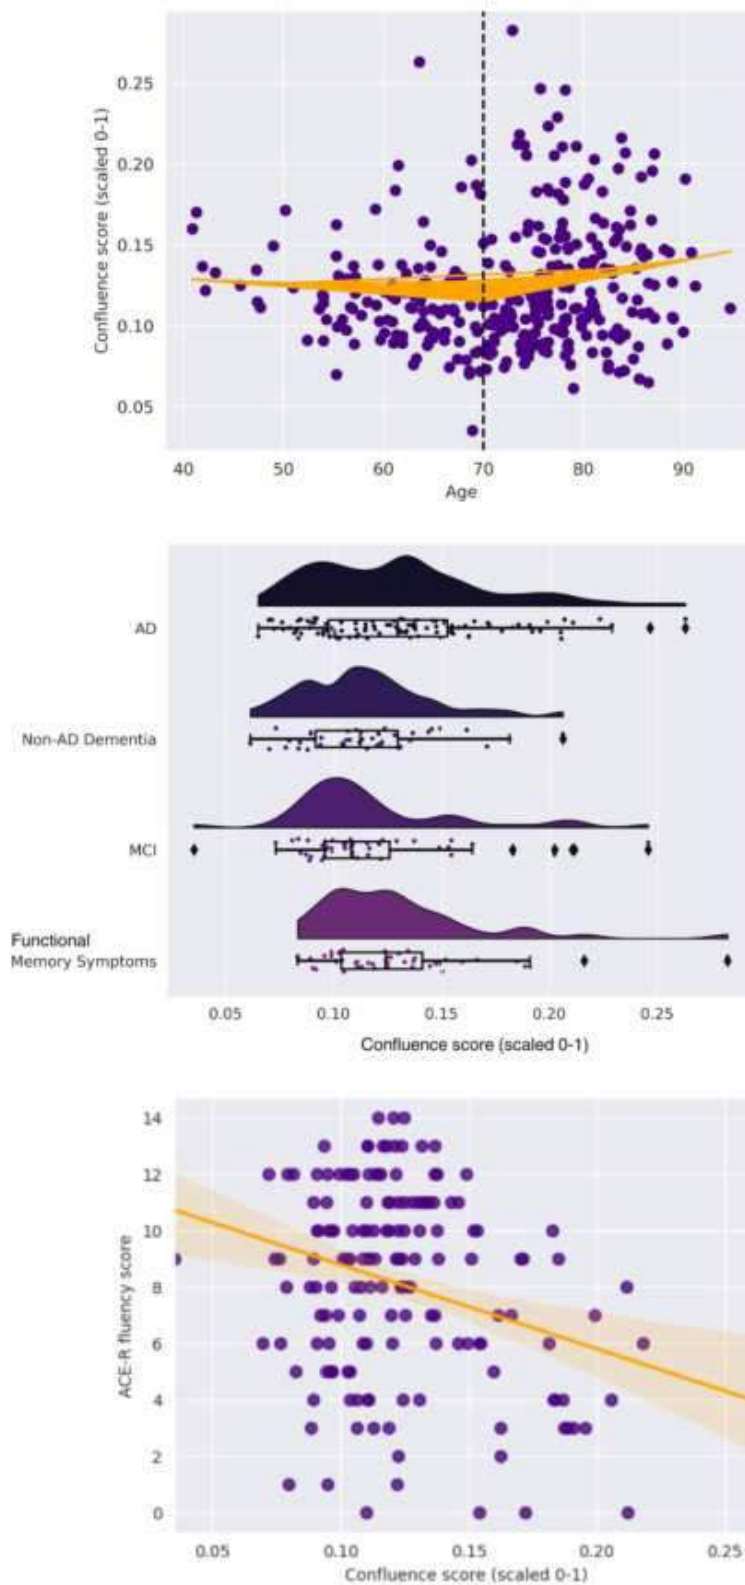 Confluence score (scaled 0-1)
0.25
0.20
0.15
0.10
0.05
40 50 60 70 80 90
Age
AD
Non-AD Dementia
MCI
Functional
Memory Symptoms
0.05 0.10 0.15 0.20 0.25
Confluence score (scaled 0-1)
ACE-R fluency score
14
12
10
8
6
4
2
0
0.05 0.10 0.15 0.20 0.25
Confluence score (scaled 0-1)